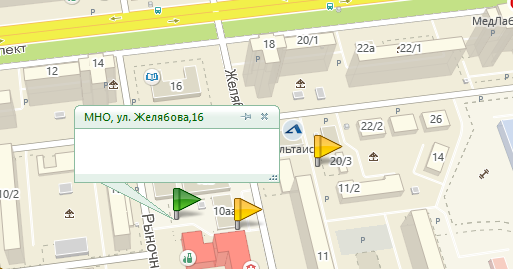 МедЛаб
18
20/1
22а
22/1
пект
12
14
16
Желяб
МНО, ул. Желябова,16
P
22/2
26
льтаис
20/3
14
10/2
11/2
10аа
Рыночн
11